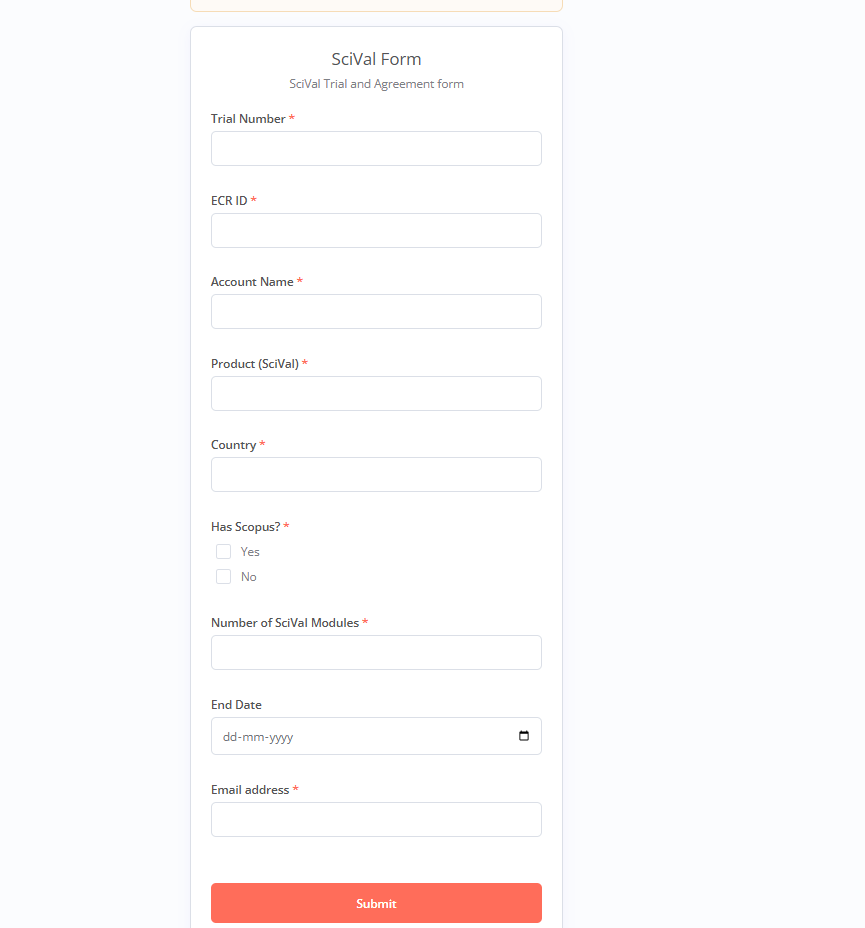 SciVal Form
SciVal Trial and Agreement form
Trial Number *
ECR ID *
Account Name *
Product (SciVal) *
Country *
Has Scopus? *
Yes
No
Number of SciVal Modules *
End Date
dd-mm-yyyy
Email address *
Submit